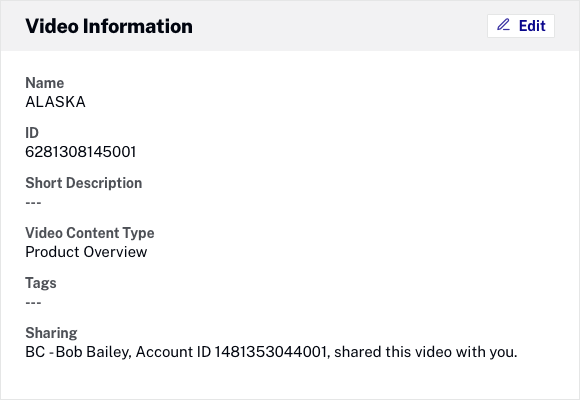 Video Information
Edit
Name
ALASKA
ID
6281308145001
Short Description
---
Video Content Type
Product Overview
Tags
---
Sharing
BC - Bob Bailey, Account ID 1481353044001, shared this video with you.